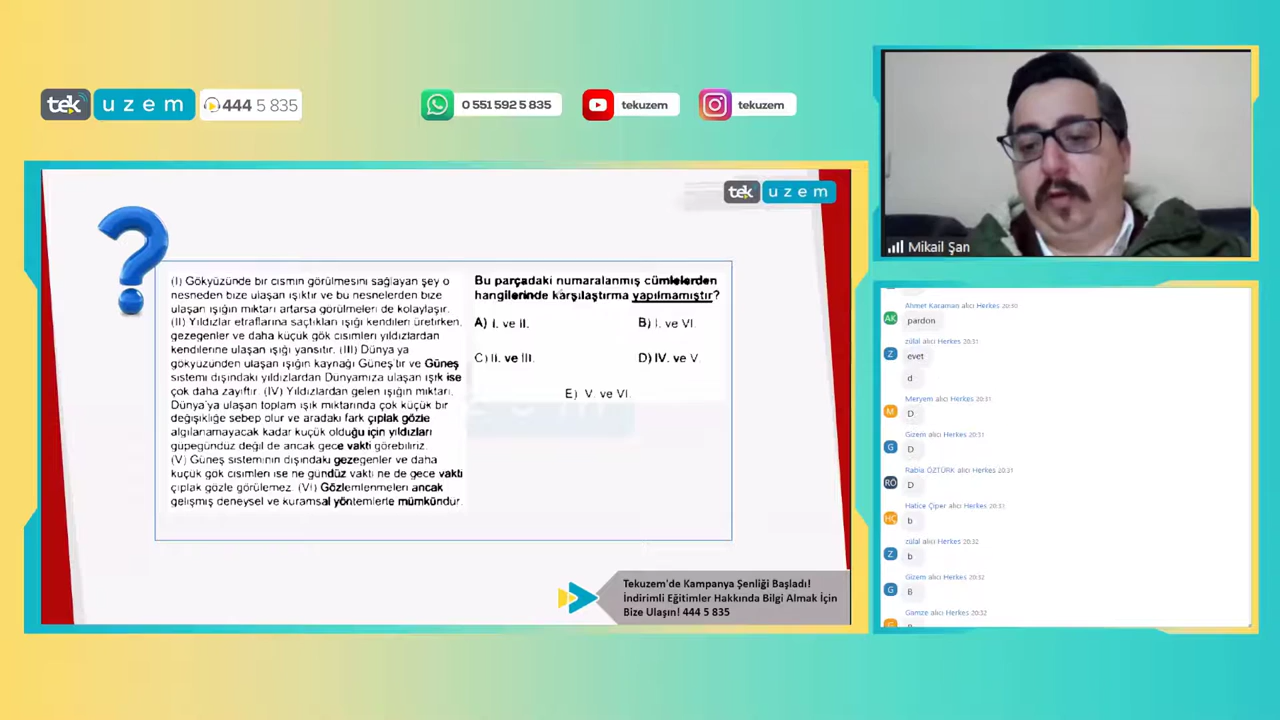 tek uzem 444 5 835
0 551 592 5 835
tekuzem
tekuzem
tek uzem
(I) Gökyüzünde bir cismin görülmesini sağlayan şey o
nesneden bize ulaşan ışıktır ve bu nesnelerden bize
ulaşan ışığın miktarı artarsa görülmeleri de kolaylaşır.
(II) Yıldızlar etraflarına saçtıkları ışığı kendileri üretirken,
gezegenler ve daha küçük gök cisimleri yıldızlardan
kendilerine ulaşan ışığı yansıtır. (III) Dünya ya
gökyüzünden ulaşan ışığın kaynağı Güneş'tir ve Güneş
sistemi dışındaki yıldızlardan Dünyamıza ulaşan ışık ise
çok daha zayıftır. (IV) Yıldızlardan gelen ışığın miktarı,
Dünya'ya ulaşan toplam ışık miktarında çok küçük bir
değişikliğe sebep olur ve aradaki fark çıplak gözle
algılanamayacak kadar küçük olduğu için yıldızları
güpegündüz değil de ancak gece vakti görebiliriz.
(V) Güneş sisteminin dışındaki gezegenler ve daha
küçük gök cisimleri ise ne gündüz vakti ne de gece vakti
çıplak gözle görülemez. (VI) Gözlemlenmeleri ancak
gelişmiş deneysel ve kuramsal yöntemlerle mümkündür.
Bu parçadaki numaralanmış cümlelerden
hangilerinde karşılaştırma yapılmamıştır?
A) I. ve II.
B) I. ve VI.
C) II. ve III.
D) IV. ve V.
E) V. ve VI.
Tekuzem'de Kampanya Şenliği Başladı!
İndirimli Eğitimler Hakkında Bilgi Almak İçin
Bize Ulaşın! 444 5 835
Mikail Şan
Ahmet Karaman alıcı Herkes 20:30
AK pardon
zülal alıcı Herkes 20:31
Z evet
d
Meryem alıcı Herkes 20:31
M D
Gizem alıcı Herkes 20:31
G D
Rabia ÖZTÜRK alıcı Herkes 20:31
RÖ D
Hatice Çiper alıcı Herkes 20:31
HÇ b
zülal alıcı Herkes 20:32
Z b
Gizem alıcı Herkes 20:32
G B
Gamze alıcı Herkes 20:32